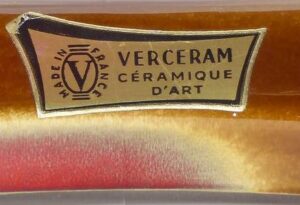 MADE IN FRANCE
V
VERCERAM
CÉRAMIQUE
D'ART